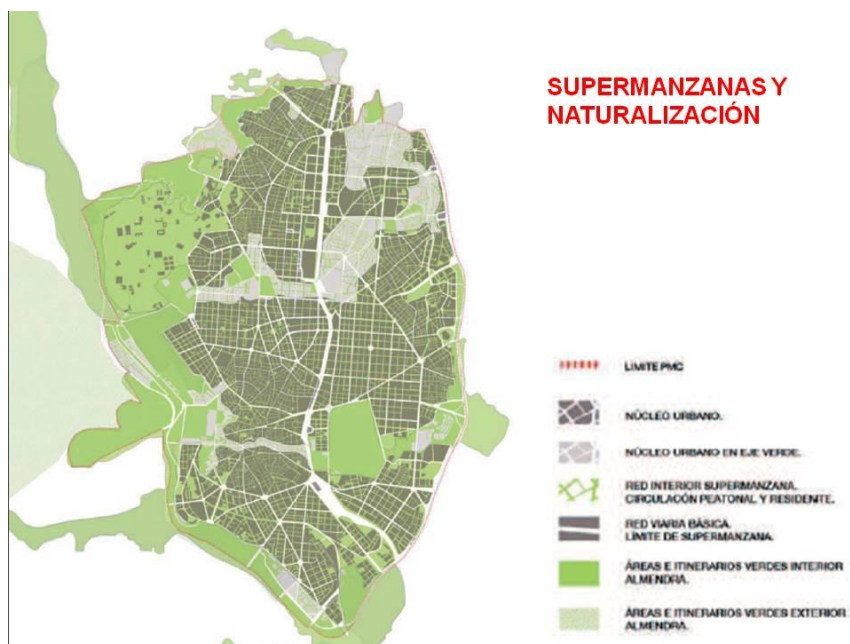 SUPERMANZANAS Y
NATURALIZACIÓN
LÍMITE PMC
NÚCLEO URBANO.
NÚCLEO URBANO EN EJE VERDE.
RED INTERIOR SUPERMANZANA.
CIRCULACÓN PEATONAL Y RESIDENTE.
RED VIARIA BÁSICA.
LÍMITE DE SUPERMANZANA.
ÁREAS E ITINERARIOS VERDES INTERIOR
ALMENDRA.
ÁREAS E ITINERARIOS VERDES EXTERIOR
ALMENDRA.